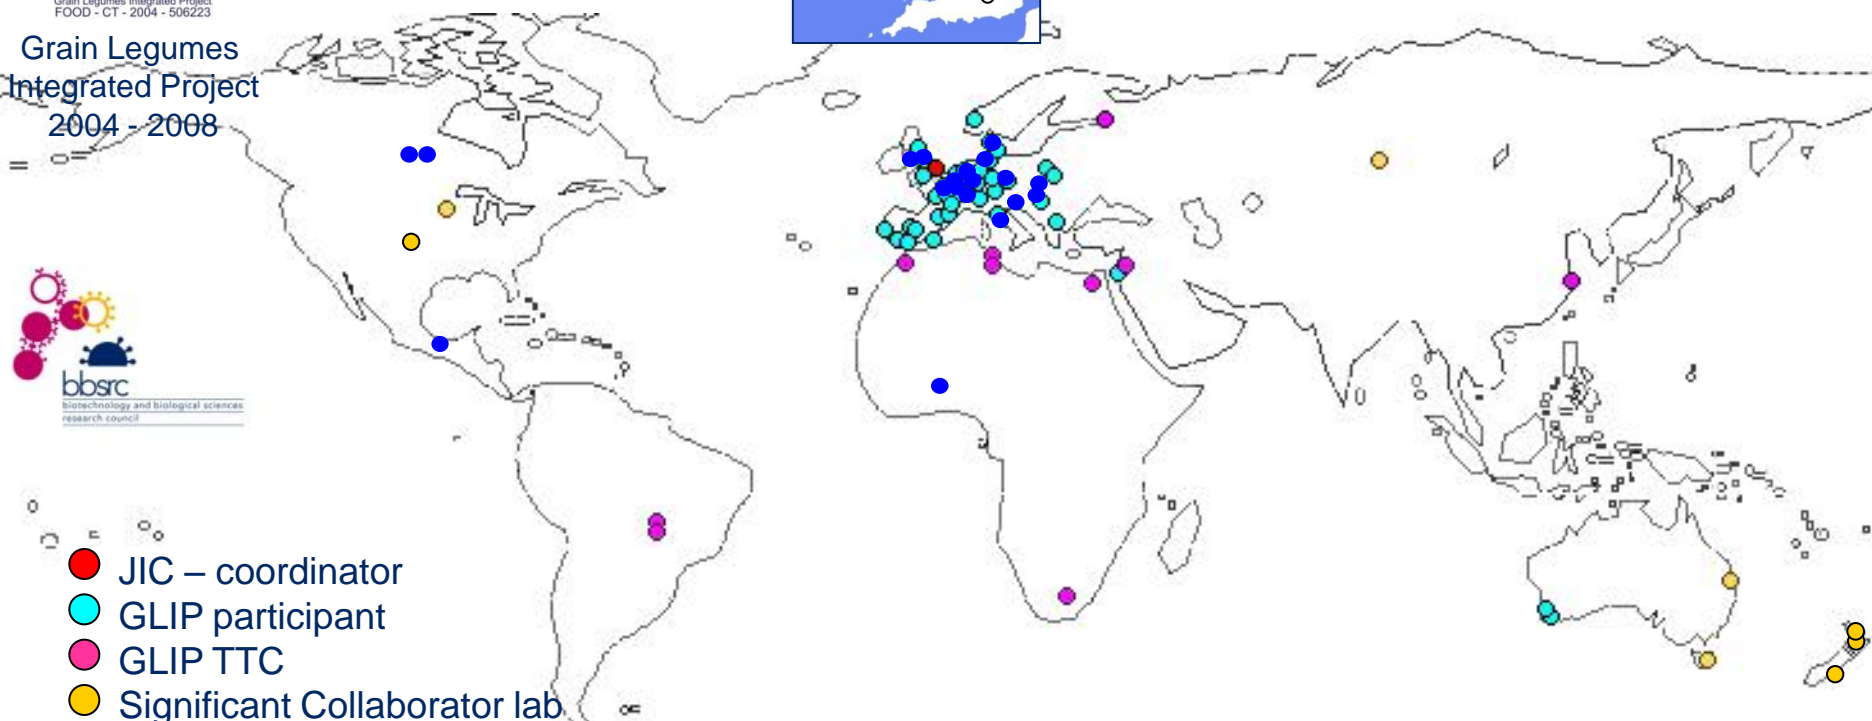 Grain Legumes Integrated Project
FOOD - CT - 2004 - 506223
Grain Legumes
Integrated Project
2004 - 2008
bbsrc
biotechnology and biological sciences
research council
JIC – coordinator
GLIP participant
GLIP TTC
Significant Collaborator lab